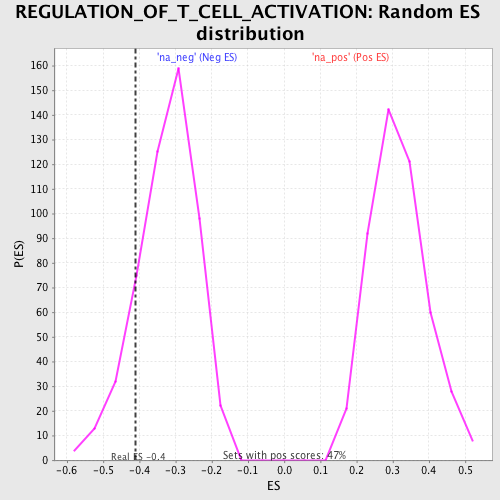 REGULATION_OF_T_CELL_ACTIVATION: Random ES
distribution
'na_neg' (Neg ES) 'na_pos' (Pos ES)
160
150
140
130
120
110
100
90
80
70
60
50
40
30
20
10
0
P(ES)
Real ES -0.4 Sets with pos scores: 47%
-0.6 -0.5 -0.4 -0.3 -0.2 -0.1 0.0 0.1 0.2 0.3 0.4 0.5
ES